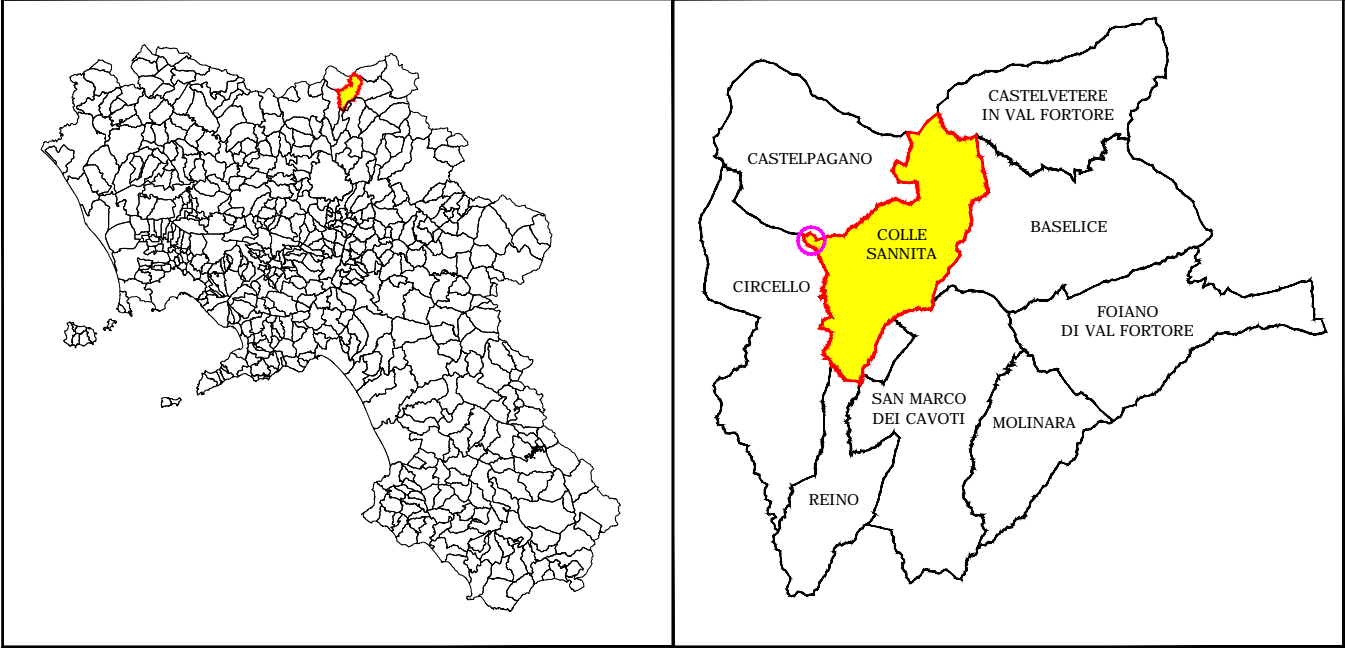 CASTELVETERE
IN VAL FORTORE
CASTELPAGANO
BASELICE
COLLE
SANNITA
CIRCELLO
FOIANO
DI VAL FORTORE
SAN MARCO
DEI CAVOTI
MOLINARA
REINO